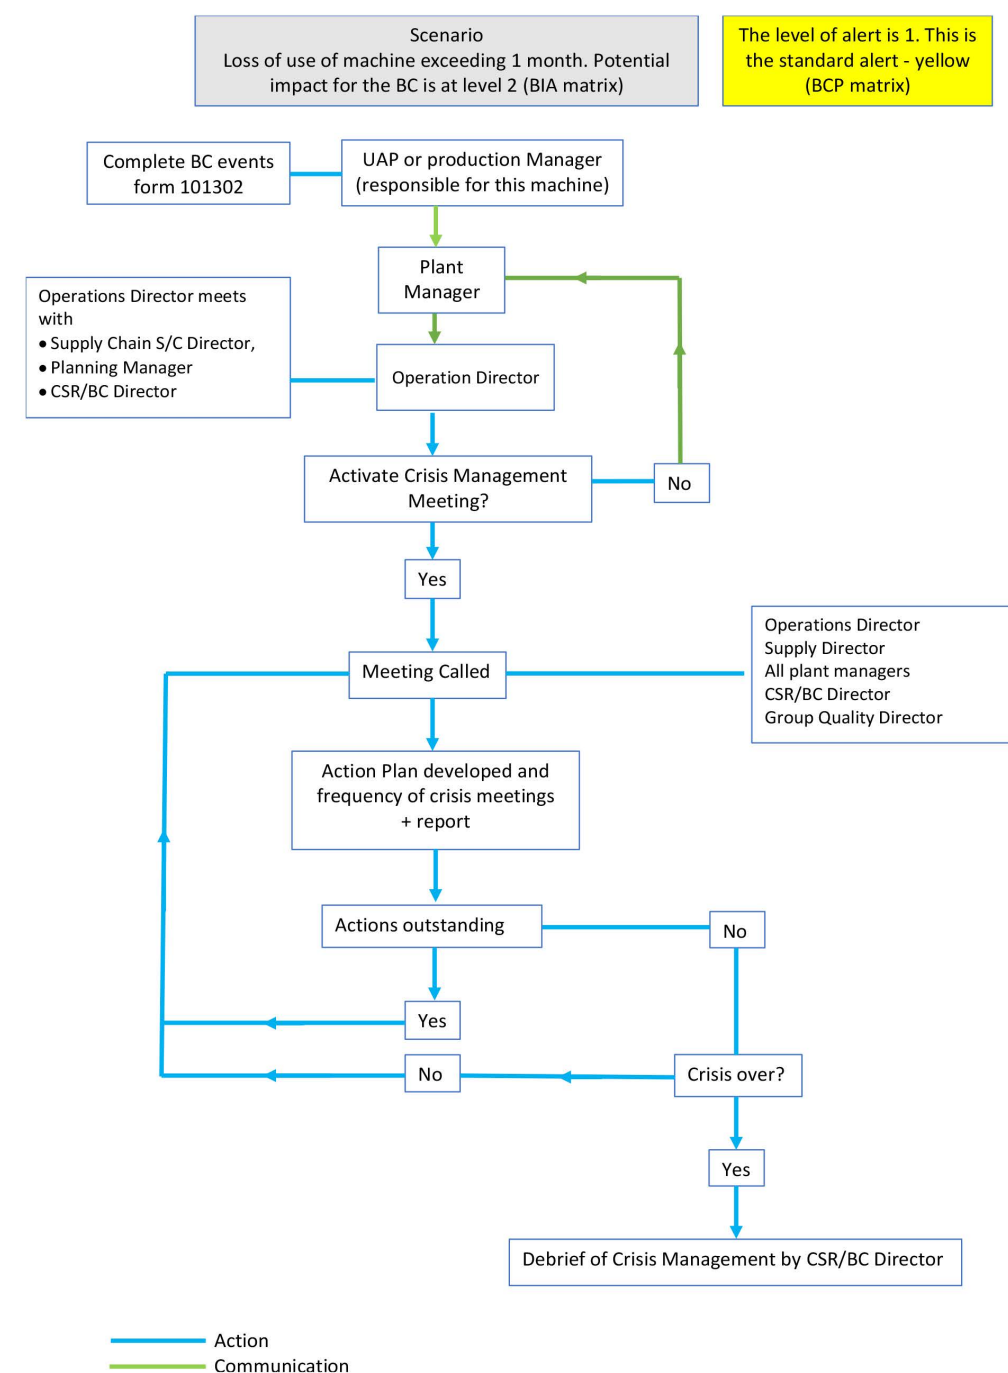 Scenario
Loss of use of machine exceeding 1 month. Potential
impact for the BC is at level 2 (BIA matrix)
The level of alert is 1. This is
the standard alert - yellow
(BCP matrix)
Complete BC events
form 101302
UAP or production Manager
(responsible for this machine)
Plant
Manager
Operations Director meets
with
• Supply Chain S/C Director,
• Planning Manager
• CSR/BC Director
Operation Director
Activate Crisis Management
Meeting?
No
Yes
Operations Director
Supply Director
All plant managers
CSR/BC Director
Group Quality Director
Meeting Called
Action Plan developed and
frequency of crisis meetings
+ report
Actions outstanding
No
Yes
No
Crisis over?
Yes
Debrief of Crisis Management by CSR/BC Director
Action
Communication